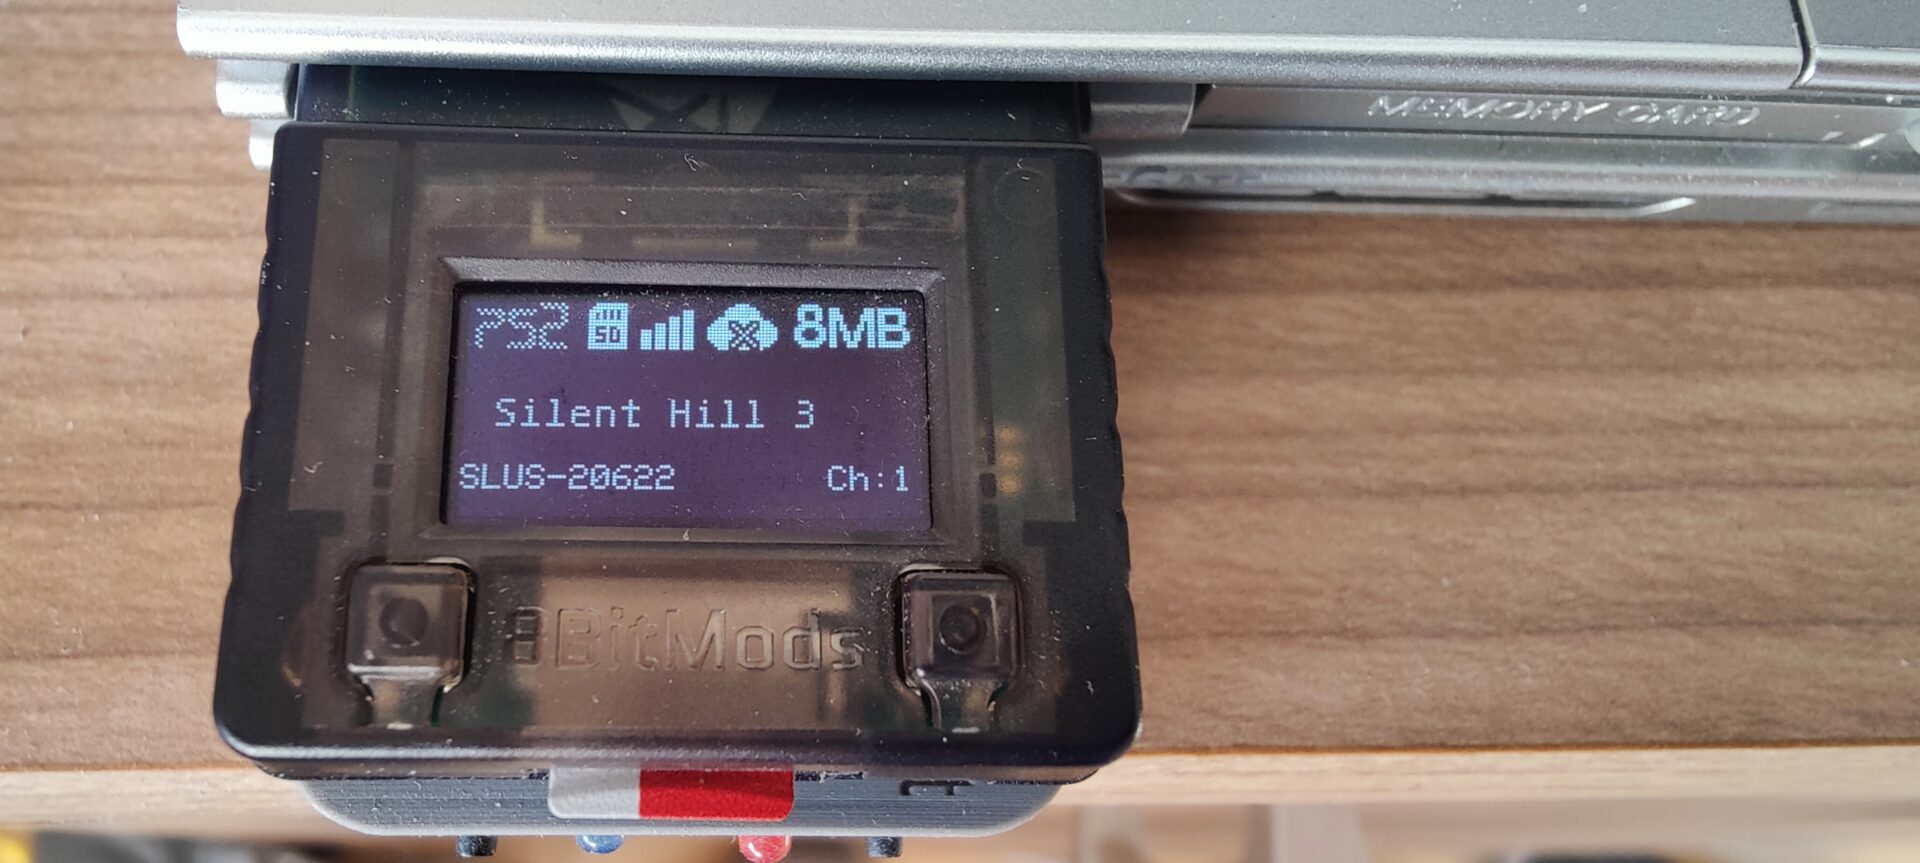 MEMORY CARD
PS2 SD 8MB
Silent Hill 3
SLUS-20622 Ch:1
8BitMods